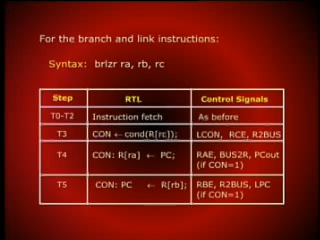 For the branch and link instructions:
Syntax: brlzr ra, rb, rc
Step RTL Control Signals
T0-T2 Instruction fetch As before
T3 CON ← cond(R[rc]); LCON, RCE, R2BUS
T4 CON: R[ra] ← PC; RAE, BUS2R, PCout
(if CON=1)
T5 CON: PC ← R[rb]; RBE, R2BUS, LPC
(if CON=1)